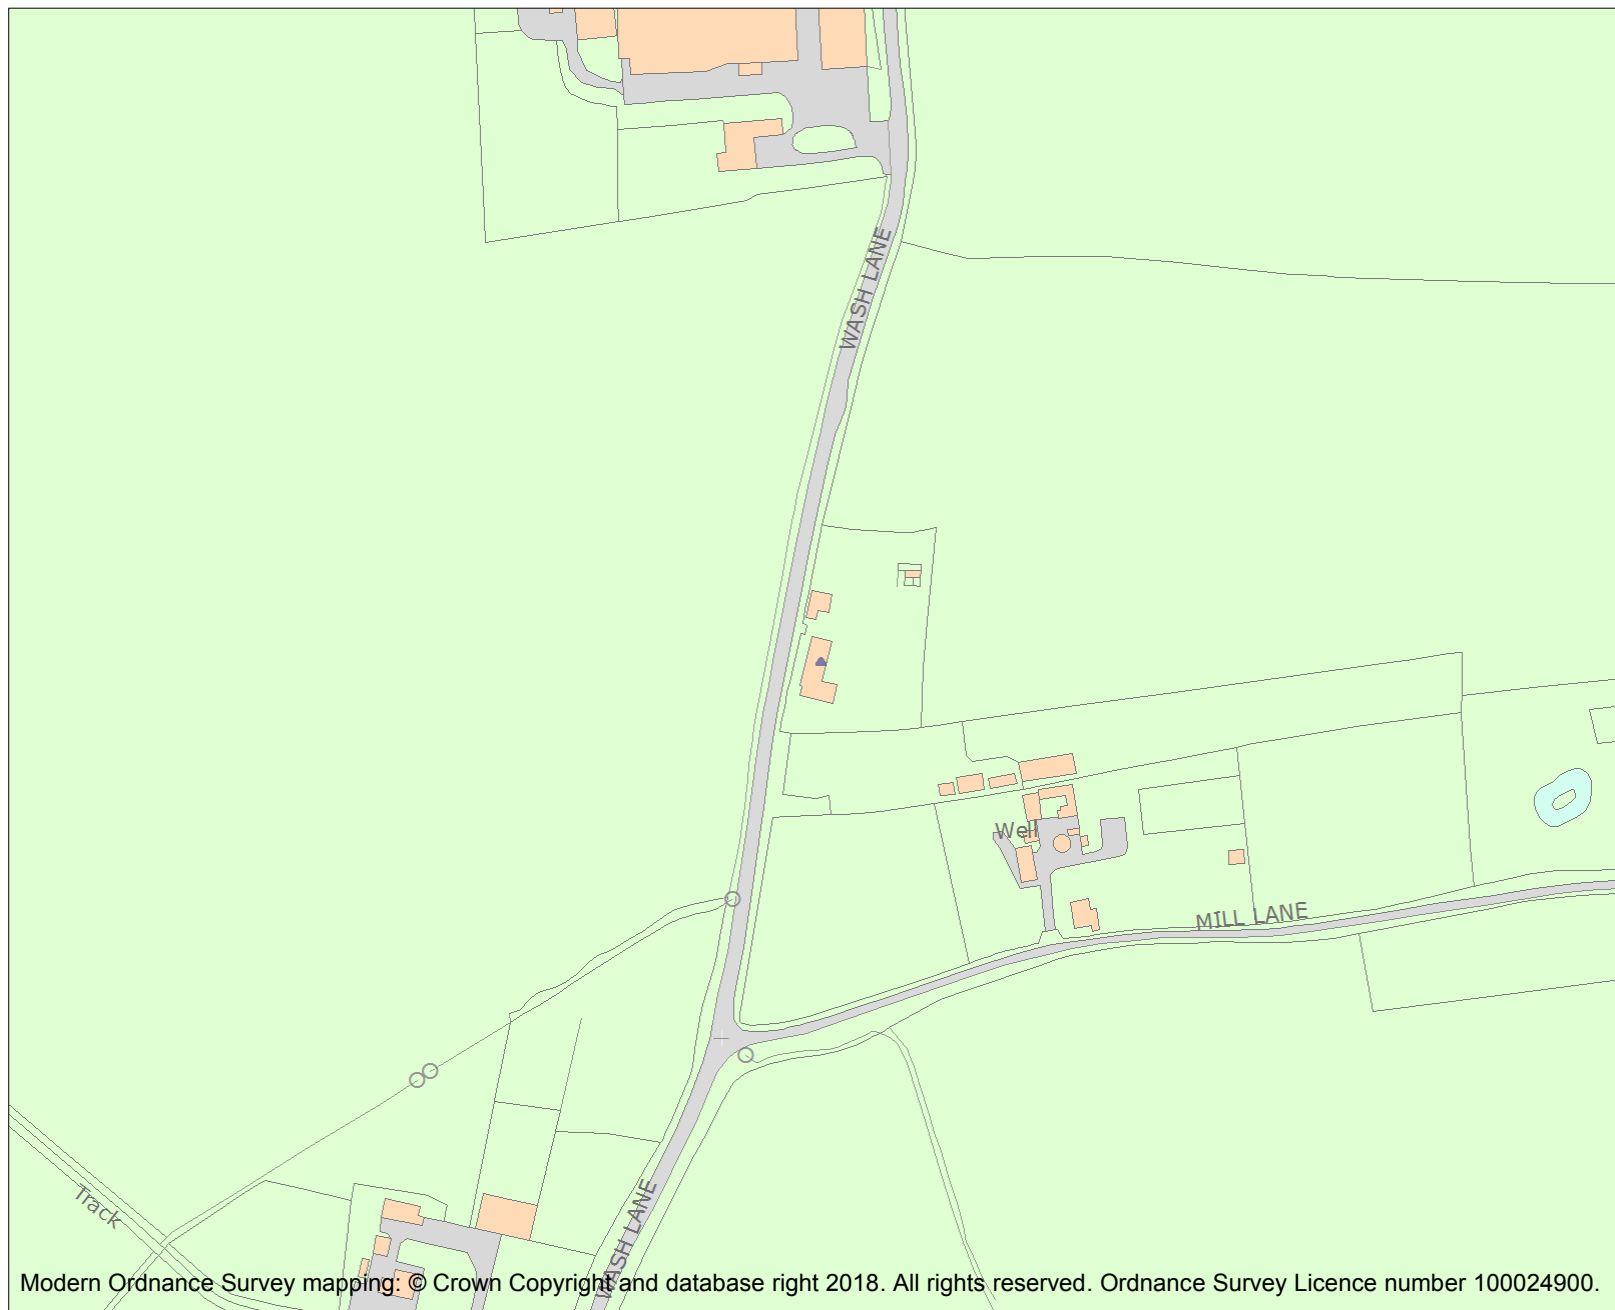 WASH LANE
Well
MILL LANE
Track
WASH LANE
Modern Ordnance Survey mapping: © Crown Copyright and database right 2018. All rights reserved. Ordnance Survey Licence number 100024900.